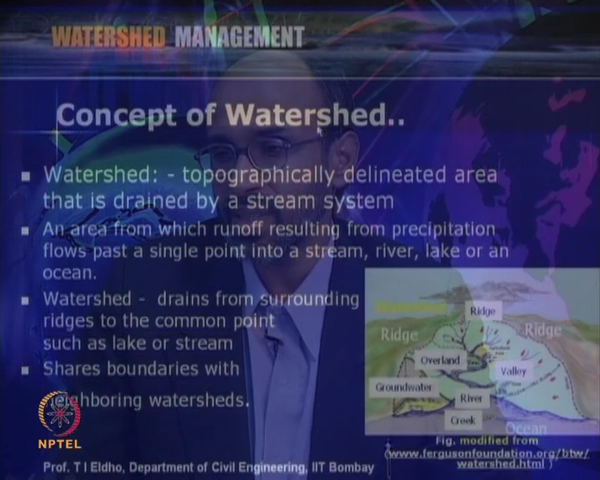 WATERSHED MANAGEMENT
Concept of Watershed..
Watershed: - topographically delineated area
that is drained by a stream system
An area from which runoff resulting from precipitation
flows past a single point into a stream, river, lake or an
ocean.
Watershed - drains from surrounding
ridges to the common point
such as lake or stream
Shares boundaries with
neighboring watersheds.
Ridge
Ridge
Ridge
Overland
Valley
Groundwater
River
Creek
Ocean
Fig. modified from
(www.fergusonfoundation.org/btw/
watershed.html )
NPTEL
Prof. T I Eldho, Department of Civil Engineering, IIT Bombay